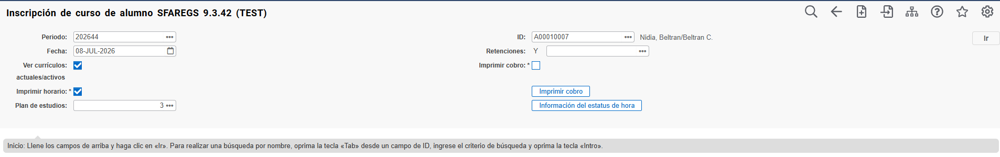 Inscripción de curso de alumno SFAREGS 9.3.42 (TEST)
Periodo: 202644 ••• ID: A00010007 ••• Nidia, Beltran/Beltran C. Ir
Fecha: 08-JUL-2026 Retenciones: Y •••
Ver currículos: Imprimir cobro: *
actuales/activos
Imprimir horario: * Imprimir cobro
Plan de estudios: 3 ••• Información del estatus de hora
Inicio: Llene los campos de arriba y haga clic en «Ir». Para realizar una búsqueda por nombre, oprima la tecla «Tab» desde un campo de ID, ingrese el criterio de búsqueda y oprima la tecla «Intro».